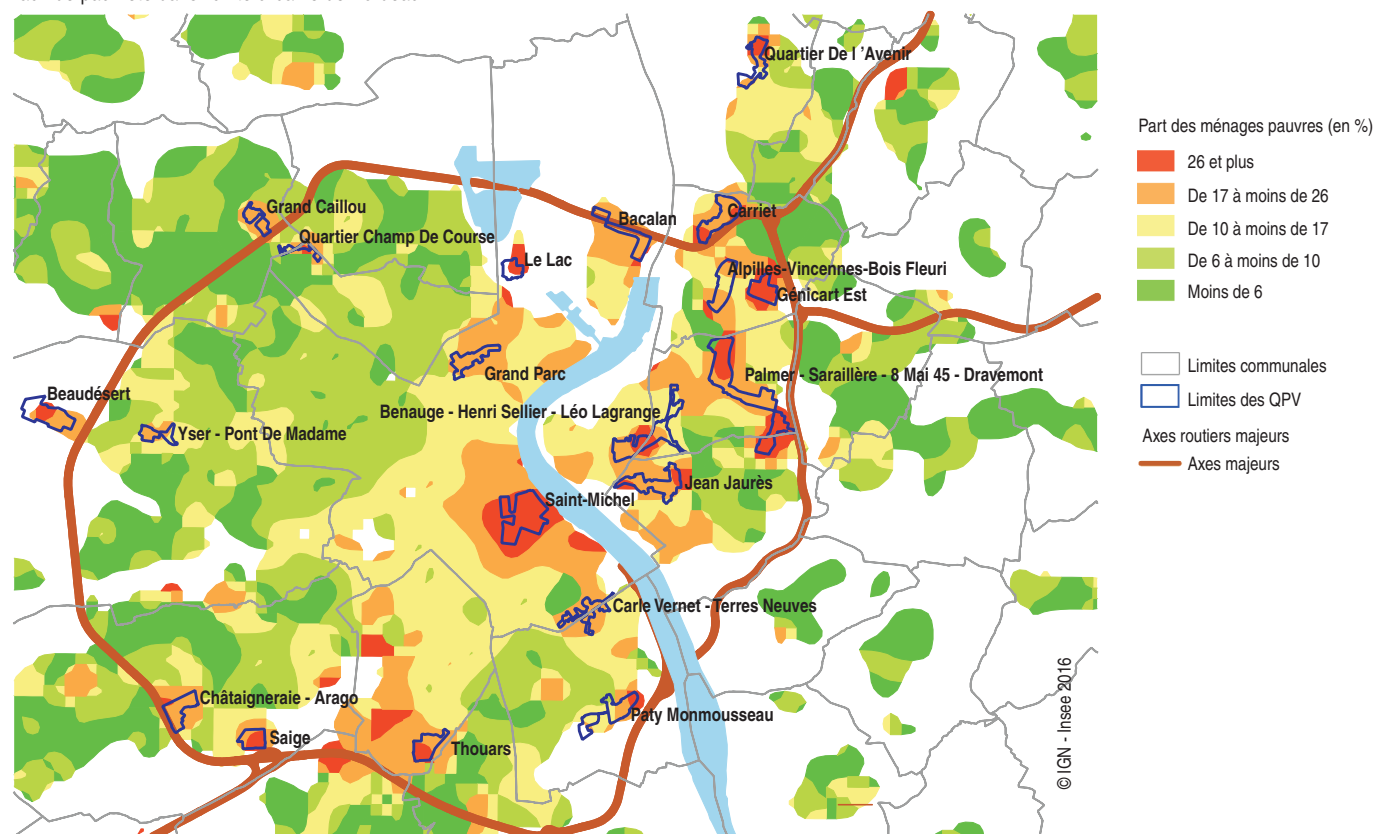 Quartier De l 'Avenir
Grand Caillou
Quartier Champ De Course
Bacalan
Carriet
Le Lac
Alpilles-Vincennes-Bois Fleuri
Génicart Est
Grand Parc
Palmer - Saraillère - 8 Mai 45 - Dravemont
Beaudésert
Benauge - Henri Sellier - Léo Lagrange
Yser - Pont De Madame
Jean Jaurès
Saint-Michel
Carle Vernet - Terres Neuves
Châtaigneraie - Arago
Paty Monmousseau
Saige
Thouars
© IGN - Insee 2016
Part des ménages pauvres (en %)
26 et plus
De 17 à moins de 26
De 10 à moins de 17
De 6 à moins de 10
Moins de 6
Limites communales
Limites des QPV
Axes routiers majeurs
Axes majeurs